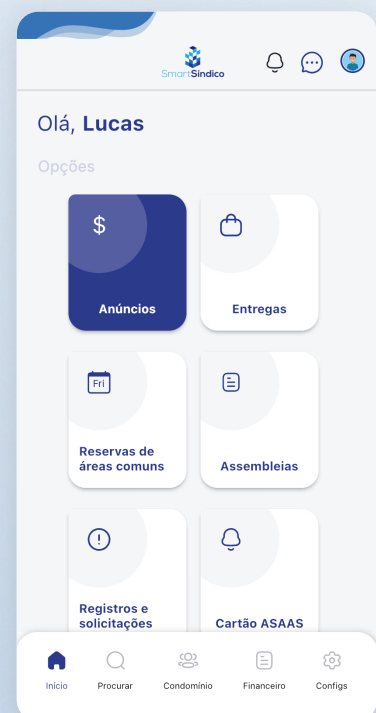 SmartSíndico
Olá, Lucas
Opções
$
Anúncios
Entregas
Fri
Reservas de
áreas comuns
Assembleias
Registros e
solicitações
Cartão ASAAS
Início
Procurar
Condomínio
Financeiro
Configs